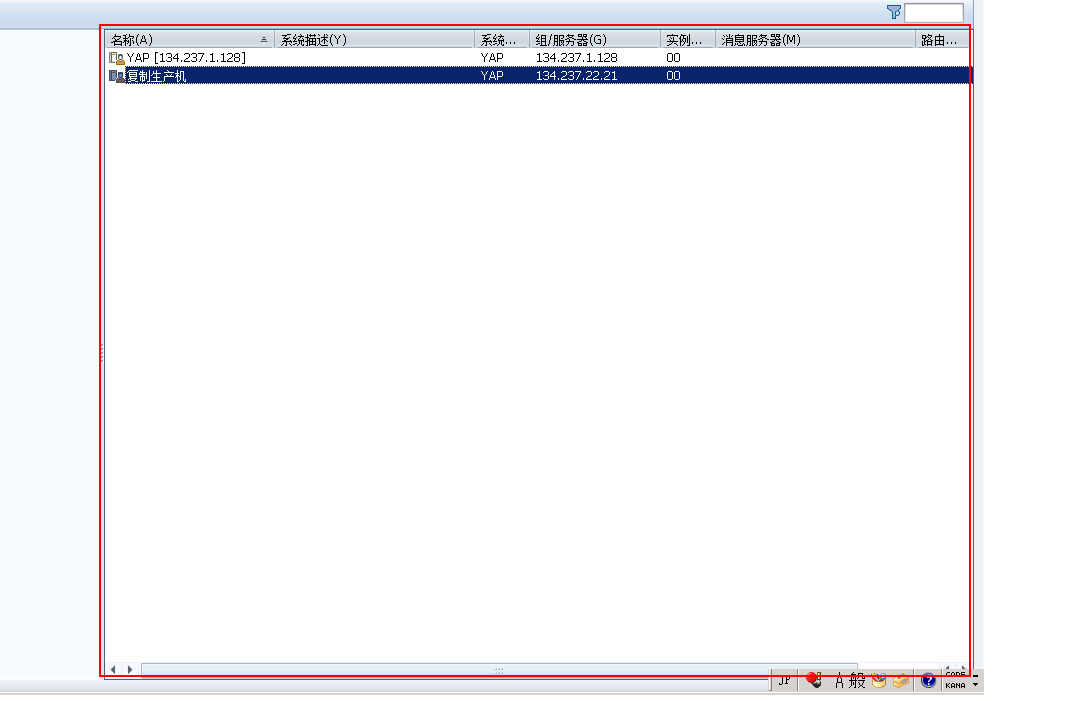 名称(A) 系统描述(Y) 系统... 组/服务器(G) 实例... 消息服务器(M) 路由...
YAP [134.237.1.128] YAP 134.237.1.128 00
复制生产机 YAP 134.237.22.21 00
JP A 般 ? CODE
KANA